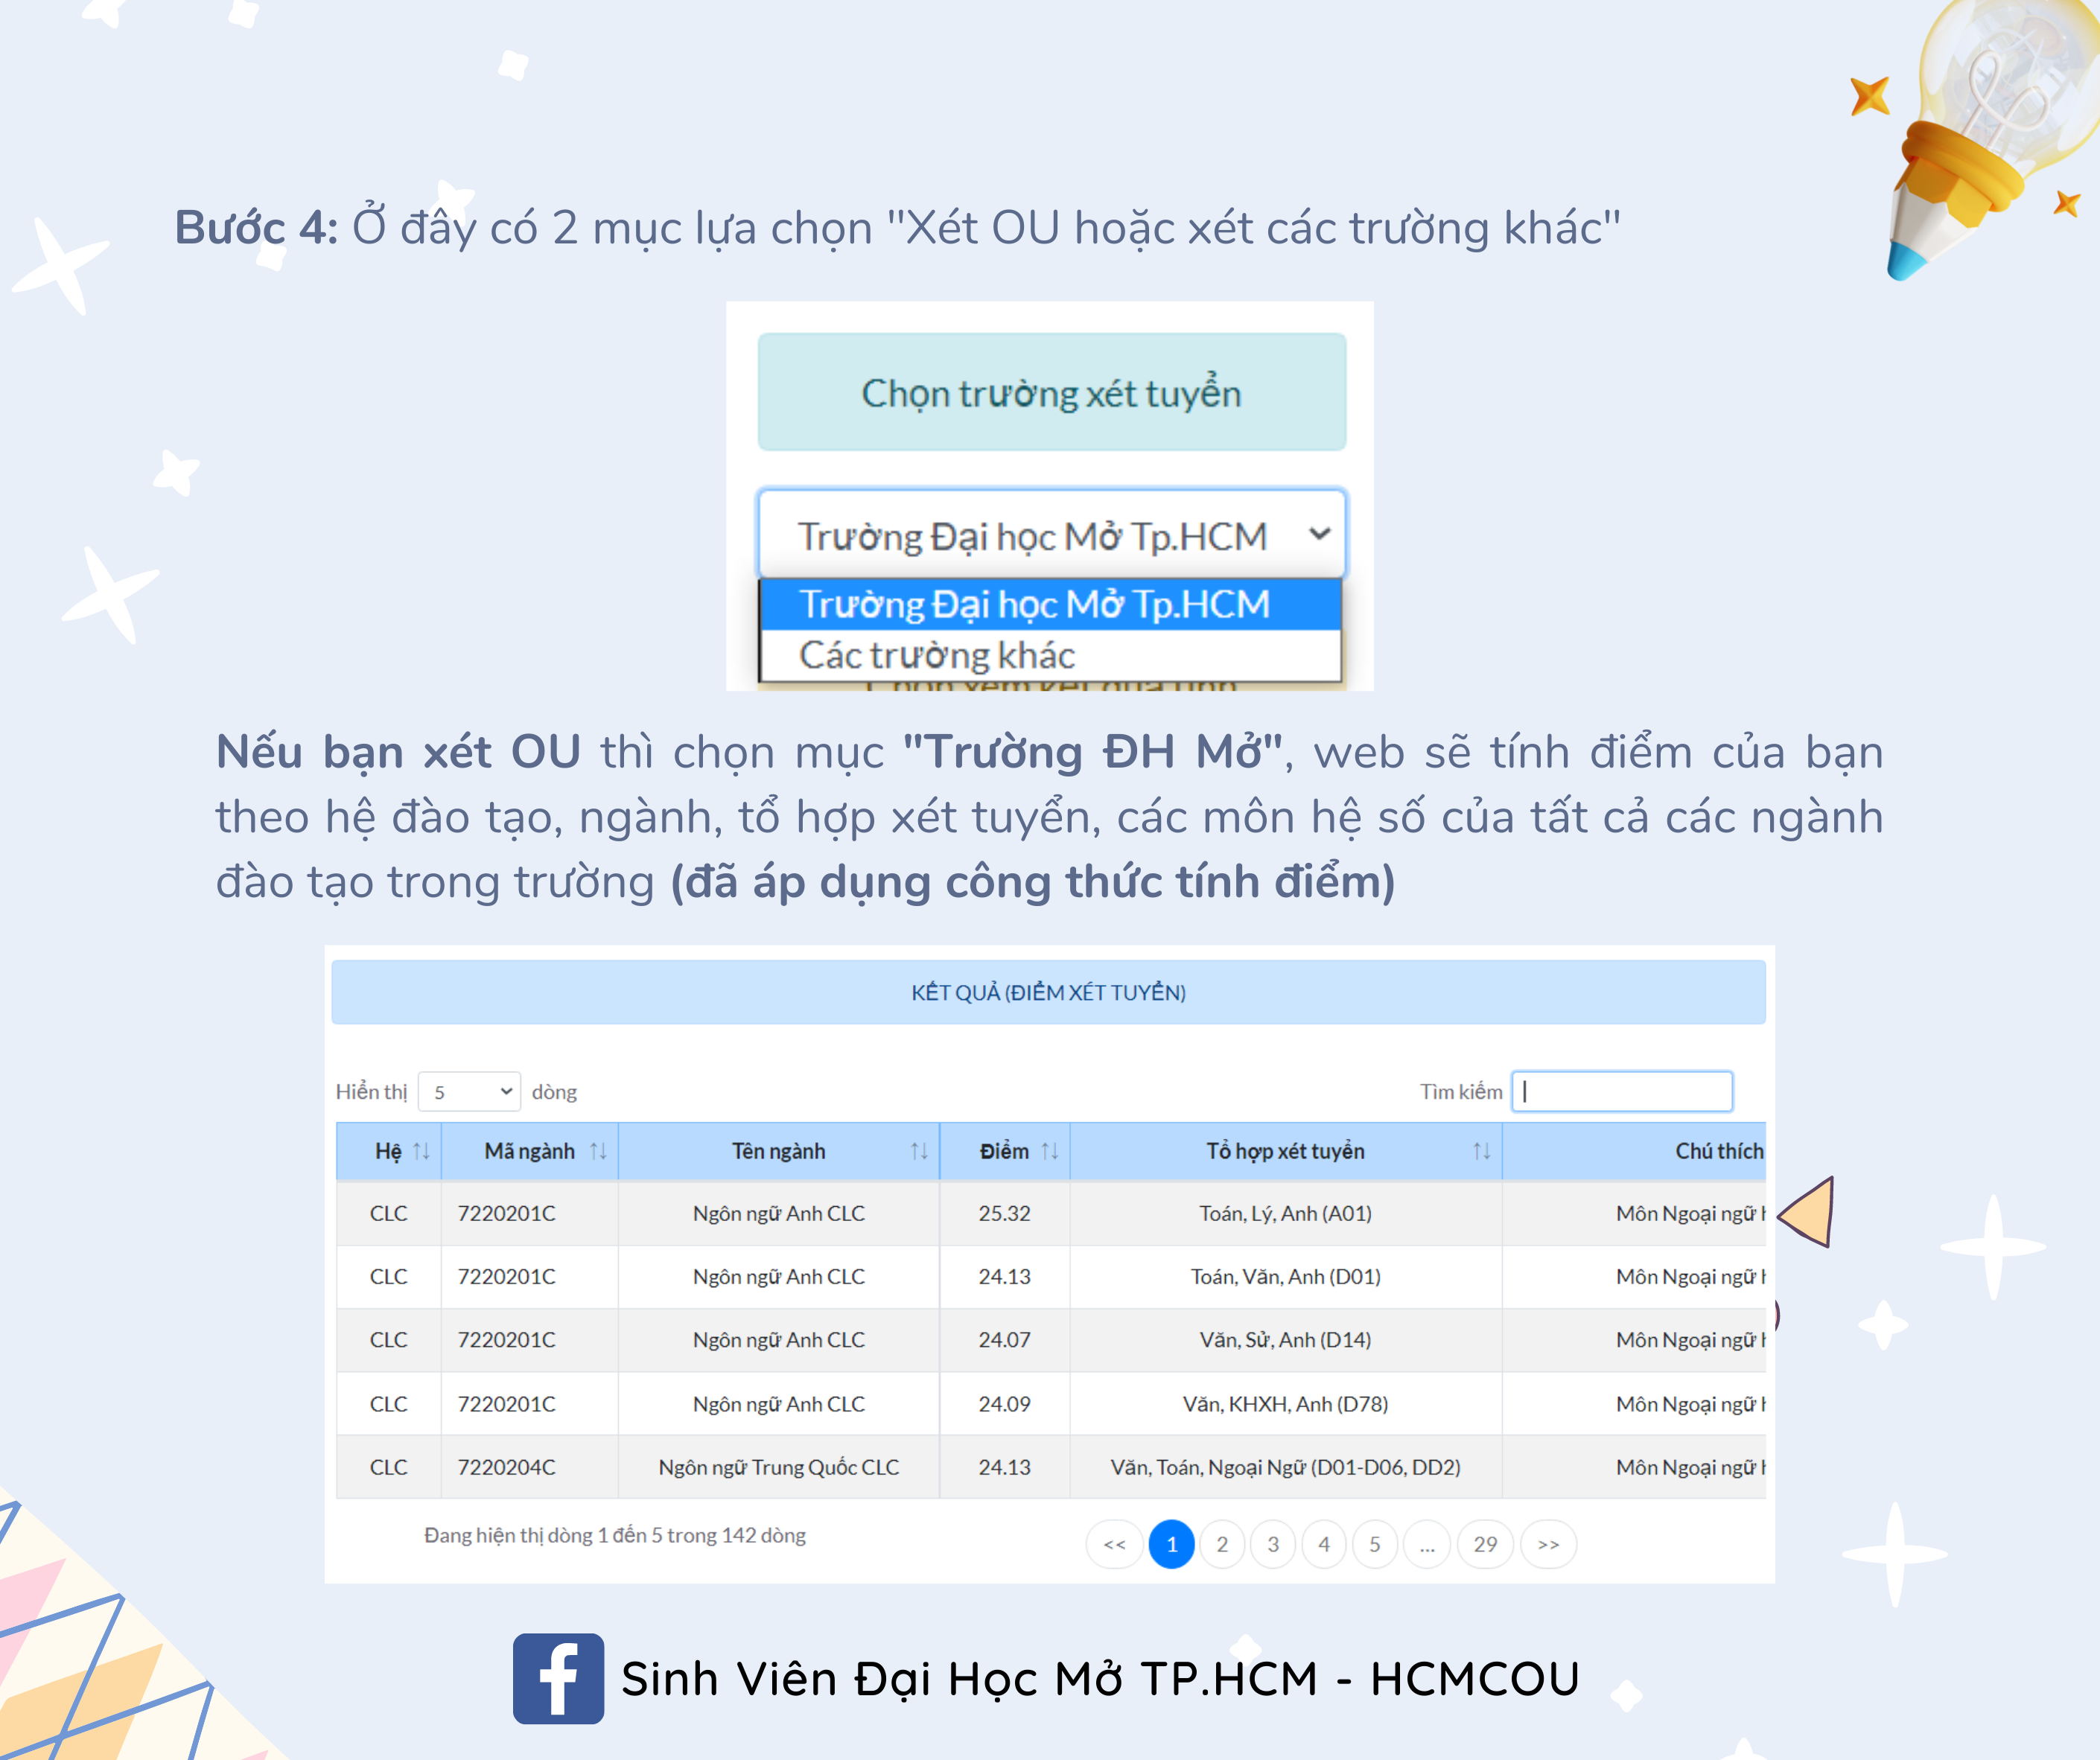 Bước 4: Ở đây có 2 mục lựa chọn "Xét OU hoặc xét các trường khác"
Chọn trường xét tuyển
Trường Đại học Mở Tp.HCM
Trường Đại học Mở Tp.HCM
Các trường khác
Nếu bạn xét OU thì chọn mục "Trường ĐH Mở", web sẽ tính điểm của bạn
theo hệ đào tạo, ngành, tổ hợp xét tuyển, các môn hệ số của tất cả các ngành
đào tạo trong trường (đã áp dụng công thức tính điểm)
KẾT QUẢ (ĐIỂM XÉT TUYỂN)
Hiển thị 5 dòng Tìm kiếm
Hệ Mã ngành Tên ngành Điểm Tổ hợp xét tuyển Chú thích
CLC 7220201C Ngôn ngữ Anh CLC 25.32 Toán, Lý, Anh (A01) Môn Ngoại ngữ
CLC 7220201C Ngôn ngữ Anh CLC 24.13 Toán, Văn, Anh (D01) Môn Ngoại ngữ
CLC 7220201C Ngôn ngữ Anh CLC 24.07 Văn, Sử, Anh (D14) Môn Ngoại ngữ
CLC 7220201C Ngôn ngữ Anh CLC 24.09 Văn, KHXH, Anh (D78) Môn Ngoại ngữ
CLC 7220204C Ngôn ngữ Trung Quốc CLC 24.13 Văn, Toán, Ngoại Ngữ (D01-D06, DD2) Môn Ngoại ngữ
Đang hiện thị dòng 1 đến 5 trong 142 dòng << 1 2 3 4 5 ... 29 >>
Sinh Viên Đại Học Mở TP.HCM - HCMCOU